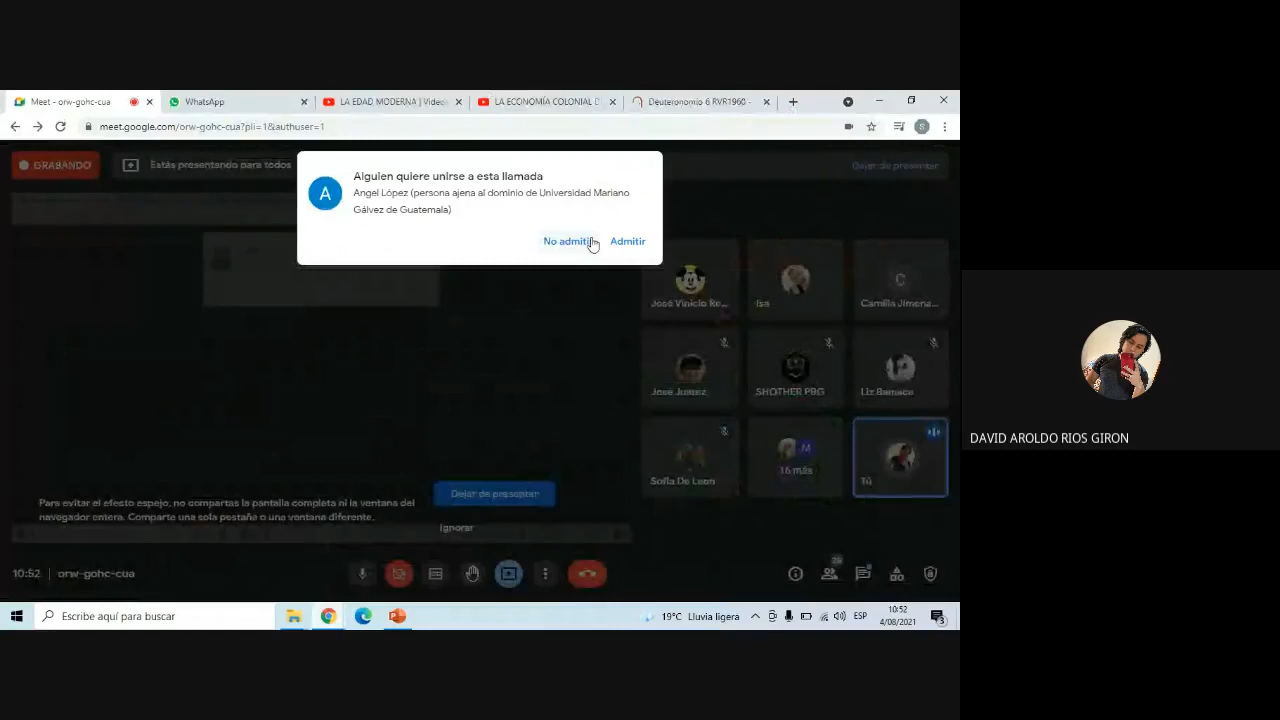 Meet - orw-gohc-cua
WhatsApp
LA EDAD MODERNA | Video
LA ECONOMÍA COLONIAL D
Deuteronomio 6 RVR1960 -
meet.google.com/orw-gohc-cua?pli=1&authuser=1
S
GRABANDO
Estás presentando para todos
Dejar de presentar
A
Alguien quiere unirse a esta llamada
Angel López (persona ajena al dominio de Universidad Mariano
Gálvez de Guatemala)
No admitir
Admitir
José Vinicio Re...
Isa
C
Camilla Jimena...
Jose Juarez
SHOTHER PBG
Liz Bamaca
Sofia De Leon
M
16 más
Tú
Para evitar el efecto espejo, no compartas la pantalla completa ni la ventana del
navegador entera. Comparte una sola pestaña o una ventana diferente.
Dejar de presentar
Ignorar
10:52 | orw-gohc-cua
Escribe aquí para buscar
19°C Lluvia ligera
ESP
10:52
4/08/2021
3
DAVID AROLDO RIOS GIRON